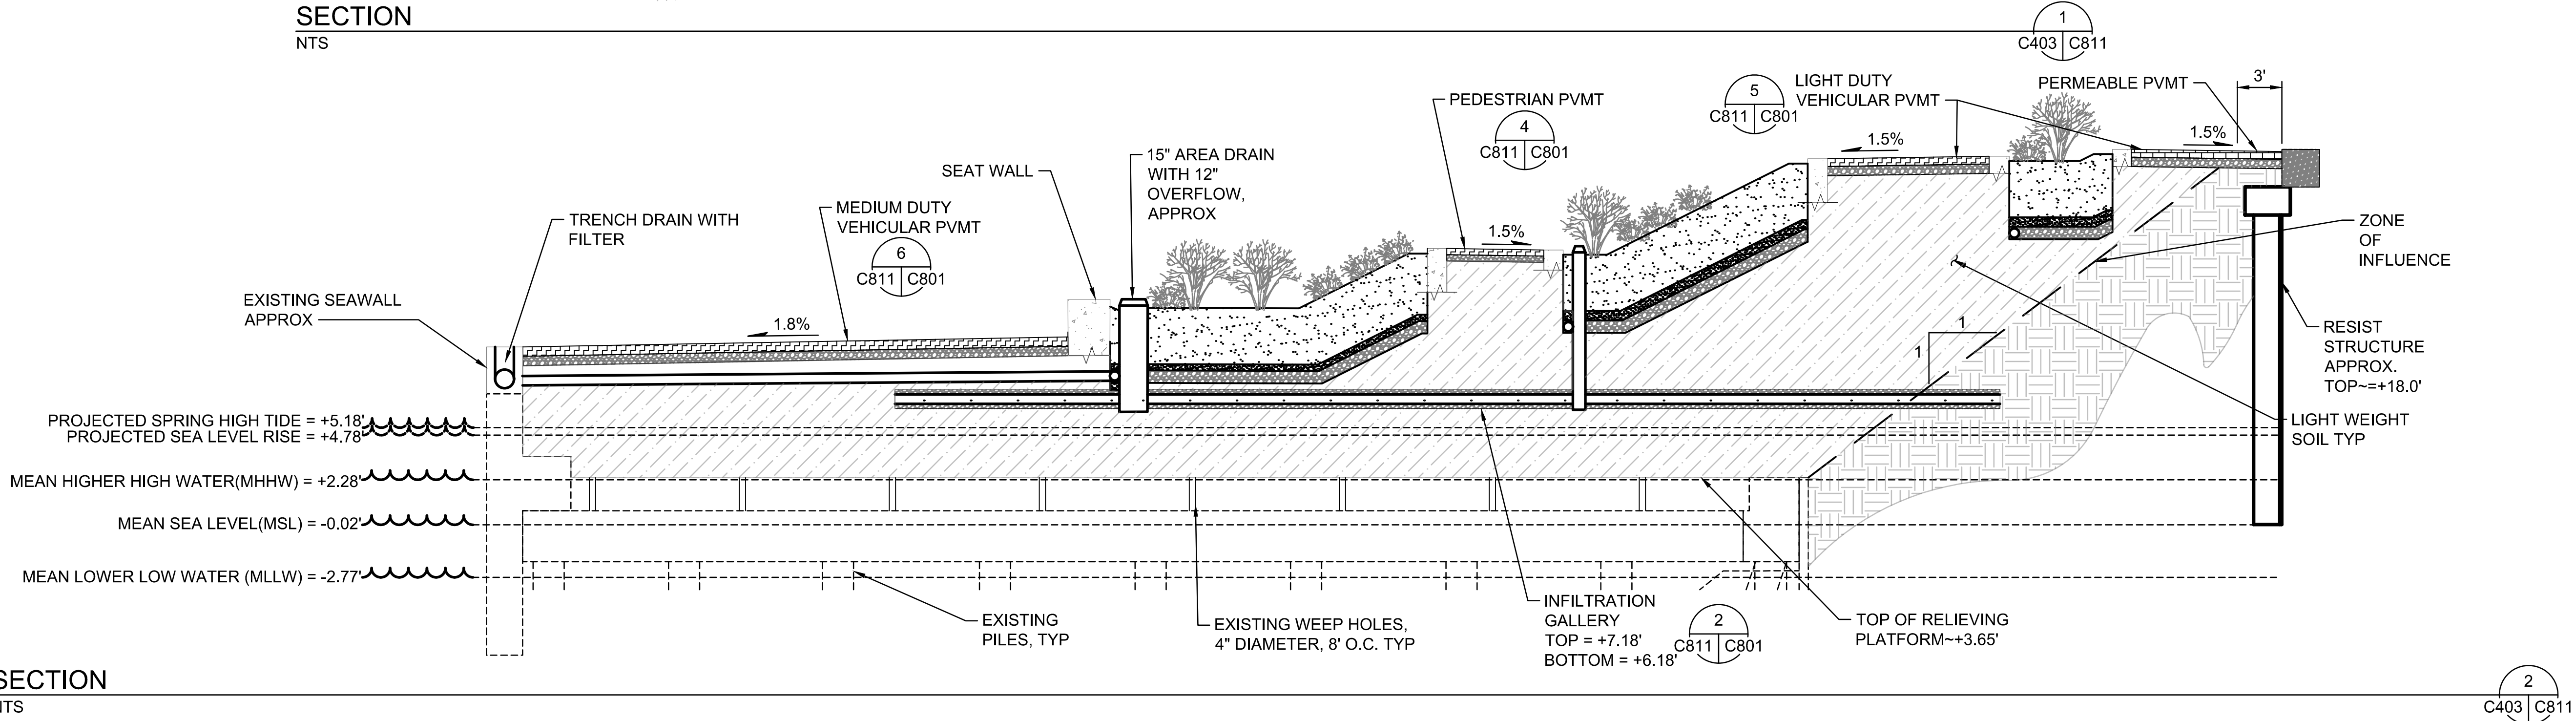 SECTION
NTS
1
C403 C811
3'
PERMEABLE PVMT
LIGHT DUTY
VEHICULAR PVMT
5
C811 C801
PEDESTRIAN PVMT
4
C811 C801
1.5%
1.5%
1.5%
15" AREA DRAIN
WITH 12"
OVERFLOW,
APPROX
SEAT WALL
MEDIUM DUTY
VEHICULAR PVMT
6
C811 C801
TRENCH DRAIN WITH
FILTER
ZONE
OF
INFLUENCE
EXISTING SEAWALL
APPROX
1.8%
1
1
RESIST
STRUCTURE
APPROX.
TOP~=+18.0'
LIGHT WEIGHT
SOIL TYP
PROJECTED SPRING HIGH TIDE = +5.18'
PROJECTED SEA LEVEL RISE = +4.78'
MEAN HIGHER HIGH WATER(MHHW) = +2.28'
MEAN SEA LEVEL(MSL) = -0.02'
MEAN LOWER LOW WATER (MLLW) = -2.77'
EXISTING
PILES, TYP
EXISTING WEEP HOLES,
4" DIAMETER, 8' O.C. TYP
INFILTRATION
GALLERY
TOP = +7.18'
BOTTOM = +6.18'
2
C811 C801
TOP OF RELIEVING
PLATFORM~+3.65'
SECTION
NTS
2
C403 C811